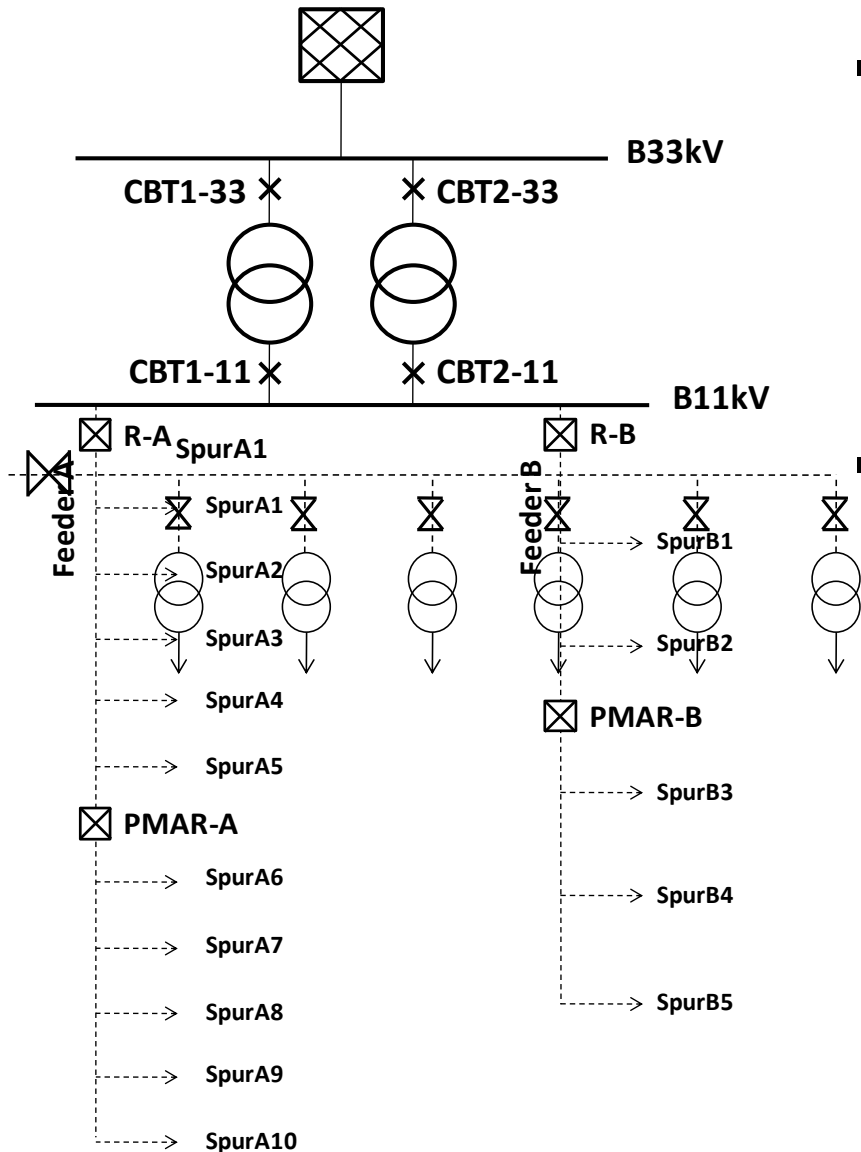 B33kV
CBT1-33
CBT2-33
CBT1-11
CBT2-11
B11kV
R-A
SpurA1
R-B
Feeder A
Feeder B
SpurA1
SpurB1
SpurA2
SpurA3
SpurB2
SpurA4
PMAR-B
SpurA5
SpurB3
PMAR-A
SpurA6
SpurB4
SpurA7
SpurB5
SpurA8
SpurA9
SpurA10